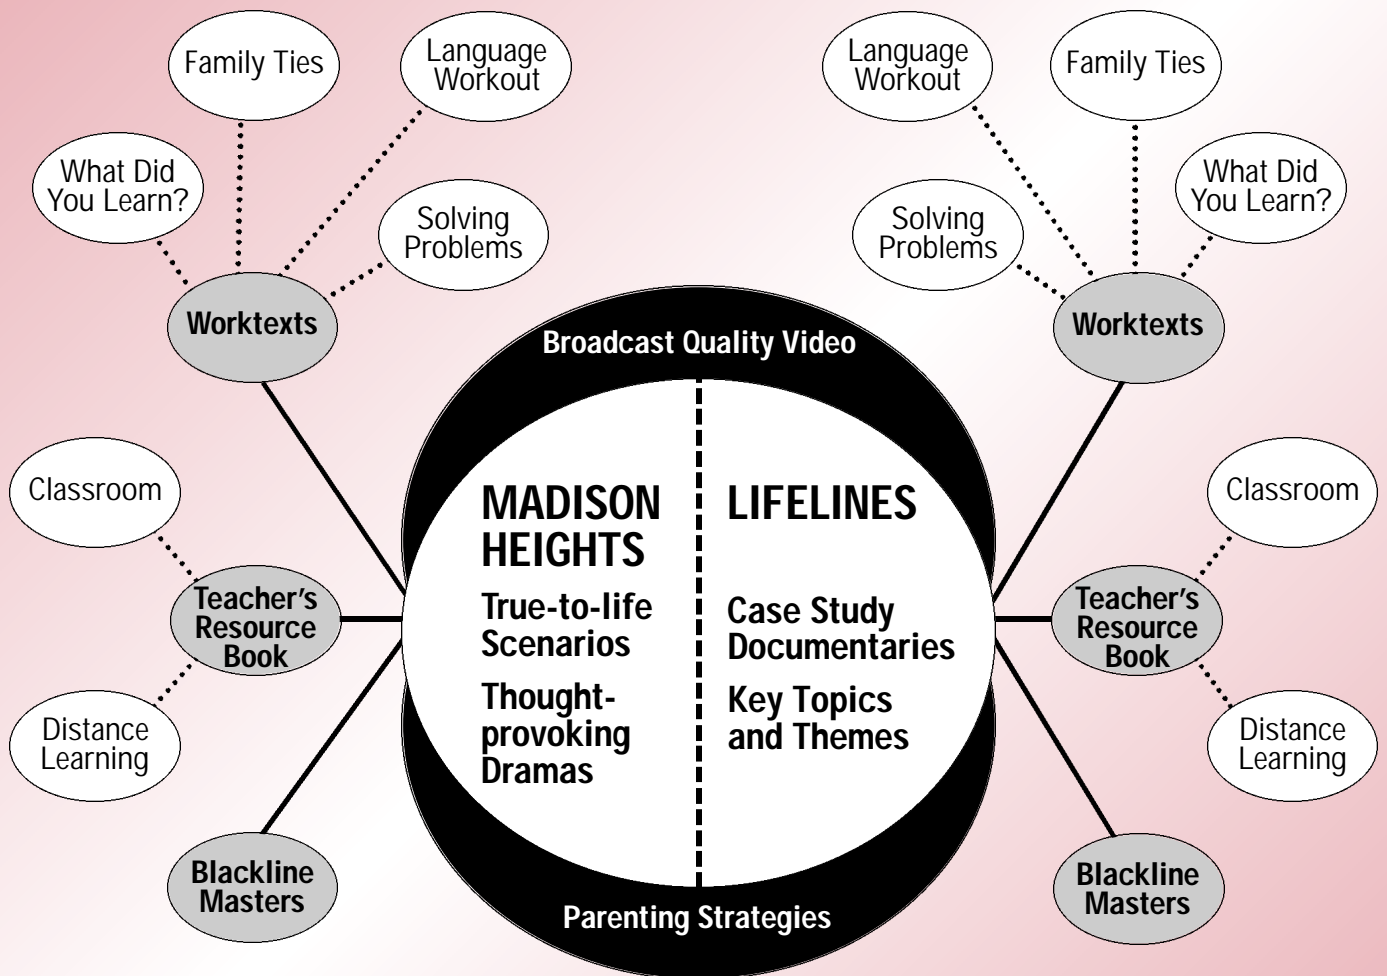 Family Ties
Language
Workout
What Did
You Learn?
Solving
Problems
Worktexts
Language
Workout
Family Ties
What Did
You Learn?
Solving
Problems
Worktexts
Broadcast Quality Video
Classroom
Teacher's
Resource
Book
Distance
Learning
Blackline
Masters
MADISON
HEIGHTS
True-to-life
Scenarios
Thought-
provoking
Dramas
LIFELINES
Case Study
Documentaries
Key Topics
and Themes
Classroom
Teacher's
Resource
Book
Distance
Learning
Blackline
Masters
Parenting Strategies